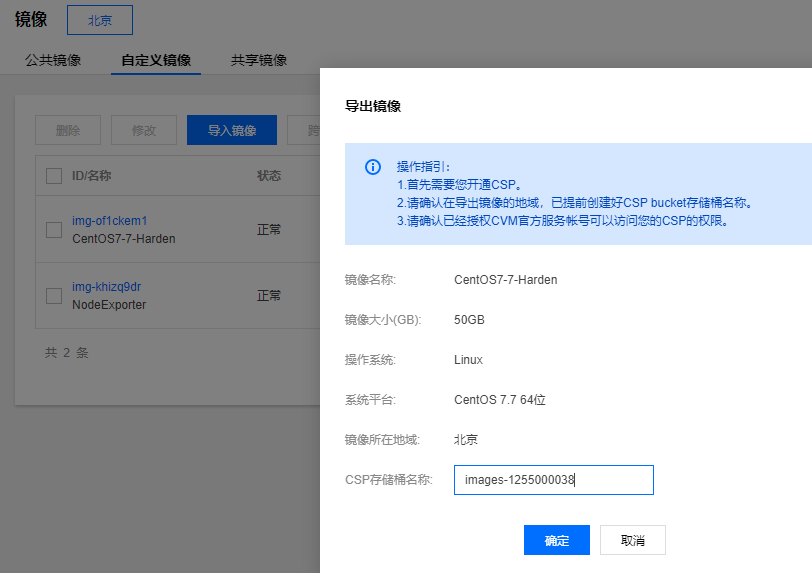 镜像 北京
公共镜像 自定义镜像 共享镜像
删除 修改 导入镜像 跨
ID/名称 状态
img-of1ckem1
CentOS7-7-Harden
正常
img-khizq9dr
NodeExporter
正常
共 2 条
导出镜像
操作指引：
1.首先需要您开通CSP。
2.请确认在导出镜像的地域，已提前创建好CSP bucket存储桶名称。
3.请确认已经授权CVM官方服务帐号可以访问您的CSP的权限。
镜像名称: CentOS7-7-Harden
镜像大小(GB): 50GB
操作系统: Linux
系统平台: CentOS 7.7 64位
镜像所在地域: 北京
CSP存储桶名称: images-1255000038
确定 取消